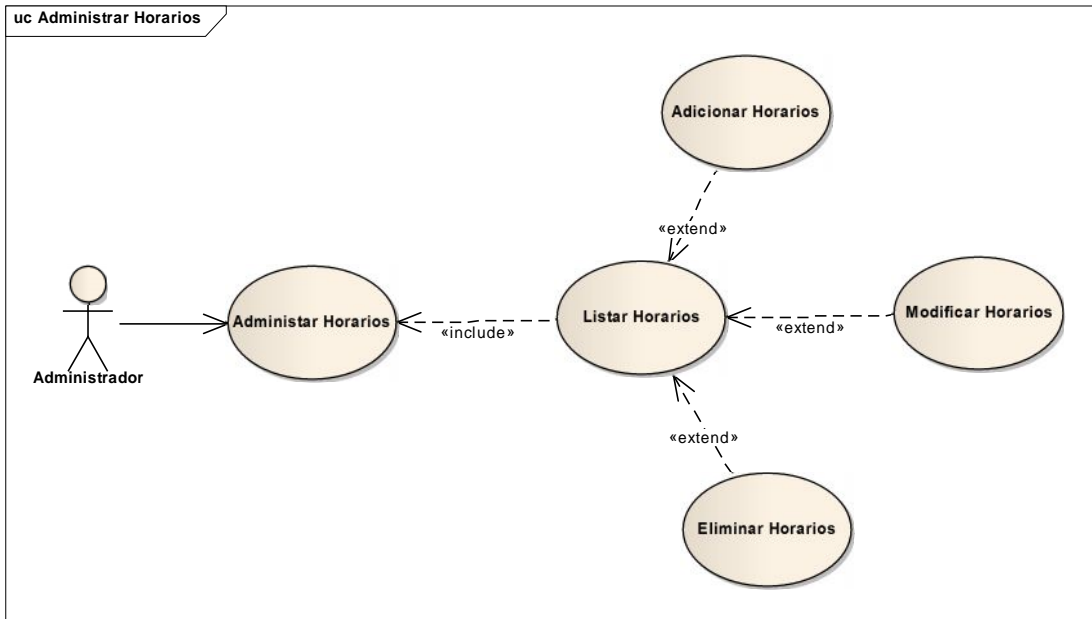 uc Administrar Horarios
Adicionar Horarios
«extend»
Administrador
Administar Horarios
«include»
Listar Horarios
«extend»
Modificar Horarios
«extend»
Eliminar Horarios